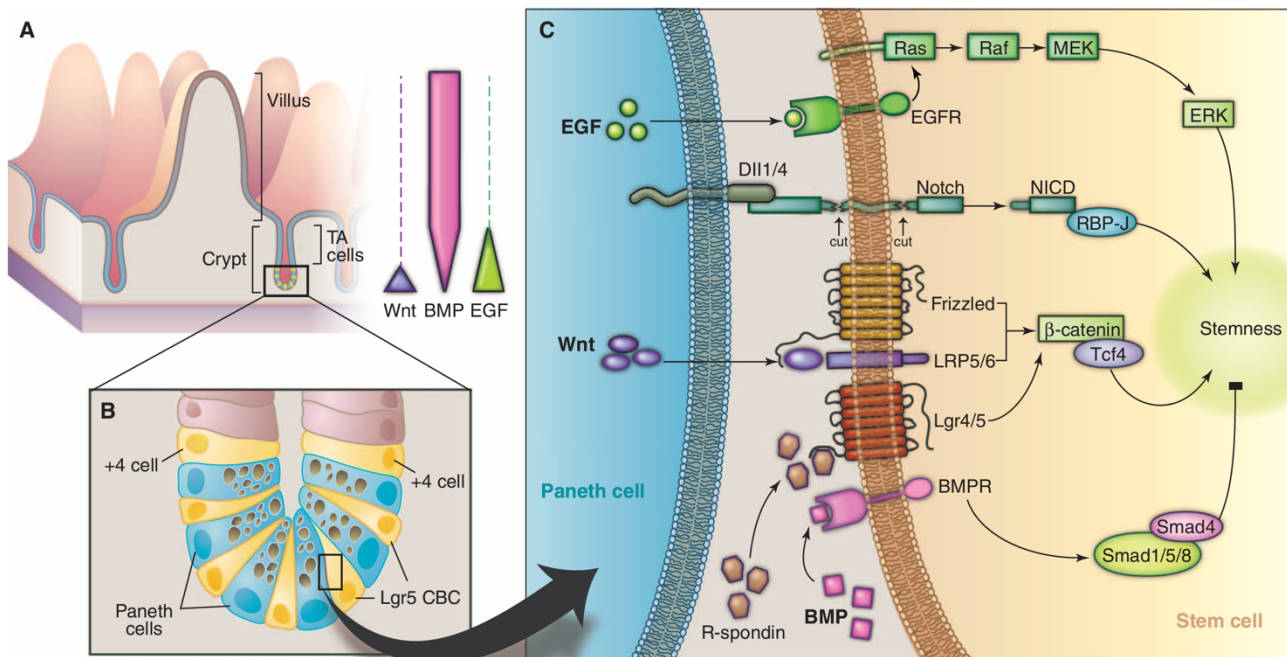 A
Villus
TA
cells
Crypt
Wnt
BMP
EGF
B
+4 cell
+4 cell
Paneth
cells
Lgr5 CBC
C
Ras
Raf
MEK
EGF
EGFR
ERK
Dll1/4
Notch
NICD
RBP-J
cut
cut
Frizzled
Wnt
LRP5/6
β-catenin
Tcf4
Stemness
Lgr4/5
Paneth cell
BMPR
Smad4
Smad1/5/8
R-spondin
BMP
Stem cell